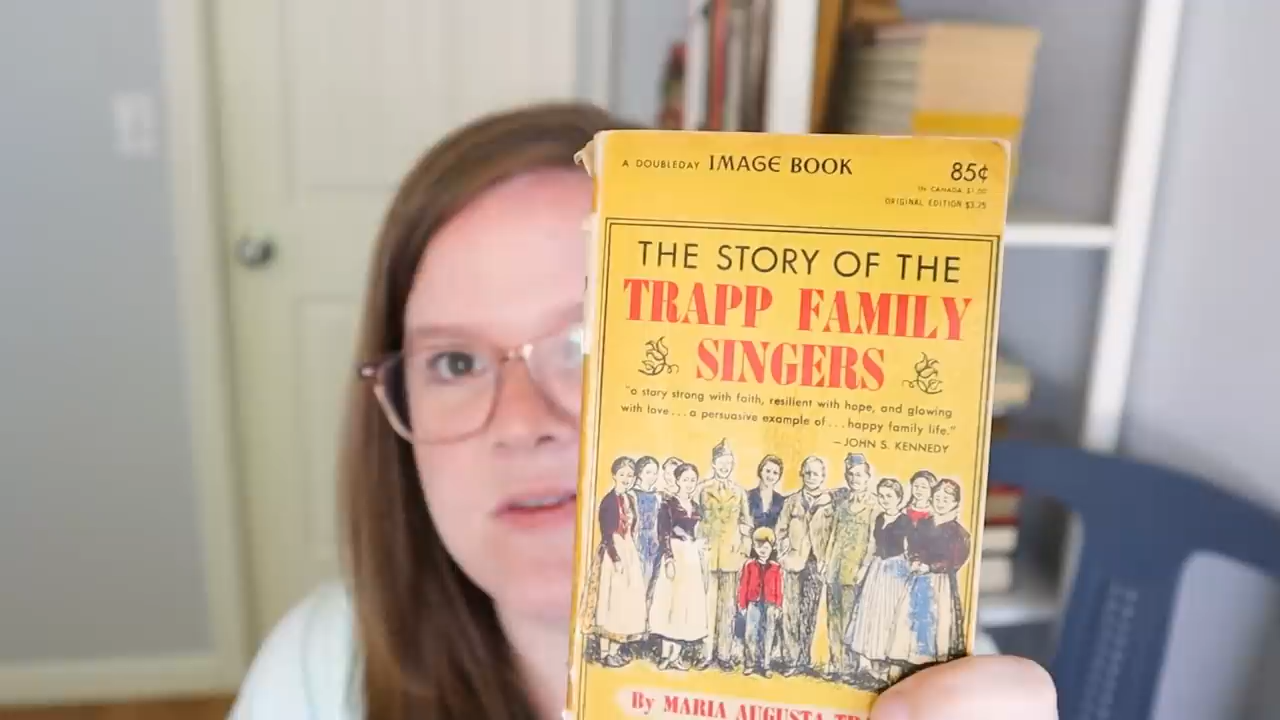 A DOUBLEDAY IMAGE BOOK
85¢
IN CANADA, $1.00
ORIGINAL EDITION $3.75
THE STORY OF THE
TRAPP FAMILY
SINGERS
"a story strong with faith, resilient with hope, and glowing
with love...a persuasive example of...happy family life."
—JOHN S. KENNEDY
By MARIA AUGUSTA